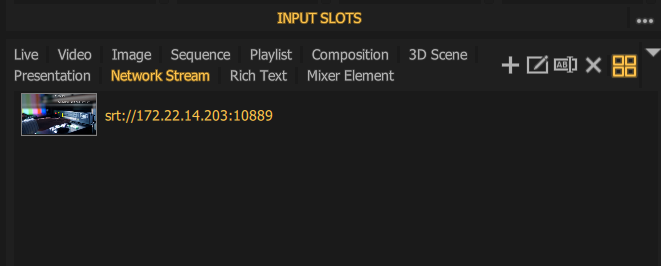 INPUT SLOTS
Live Video Image Sequence Playlist Composition 3D Scene
Presentation Network Stream Rich Text Mixer Element
AB
srt://172.22.14.203:10889